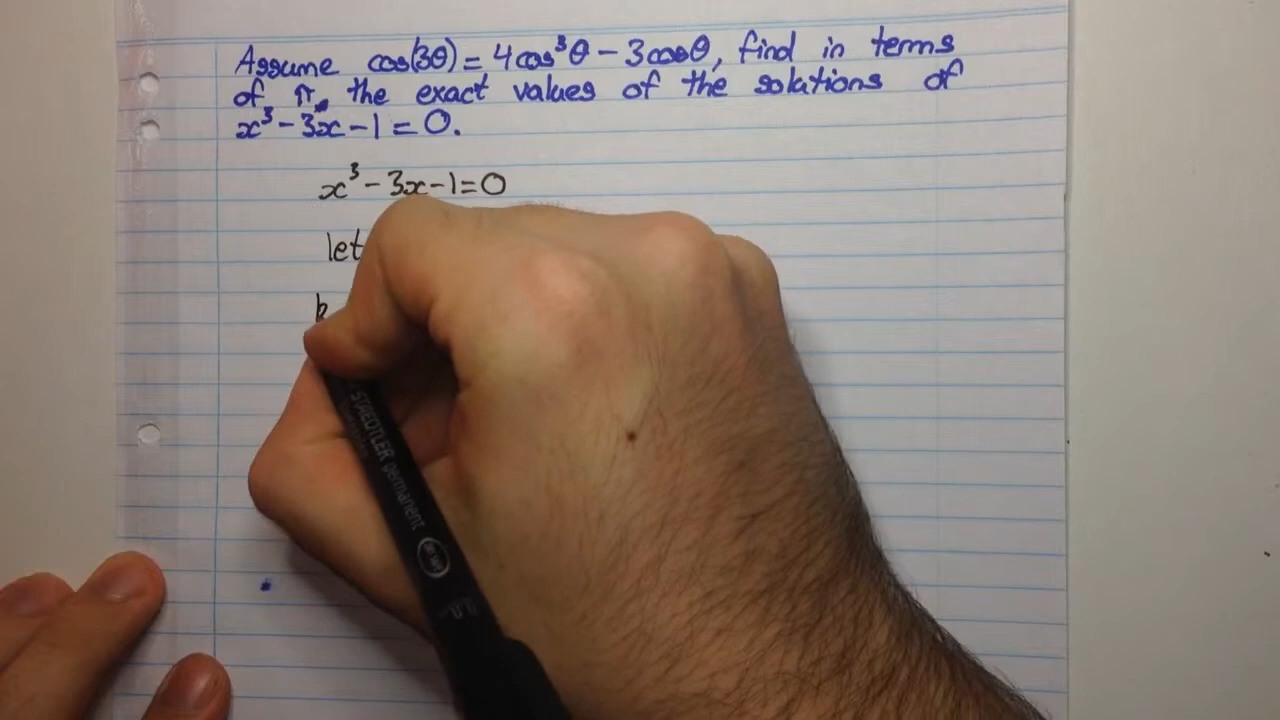 Assume cos(3θ) = 4cos³θ - 3cosθ, find in terms
of π, the exact values of the solutions of
x³ - 3x - 1 = 0.
x³ - 3x - 1 = 0
let
k
STAEDTLER permanent
F